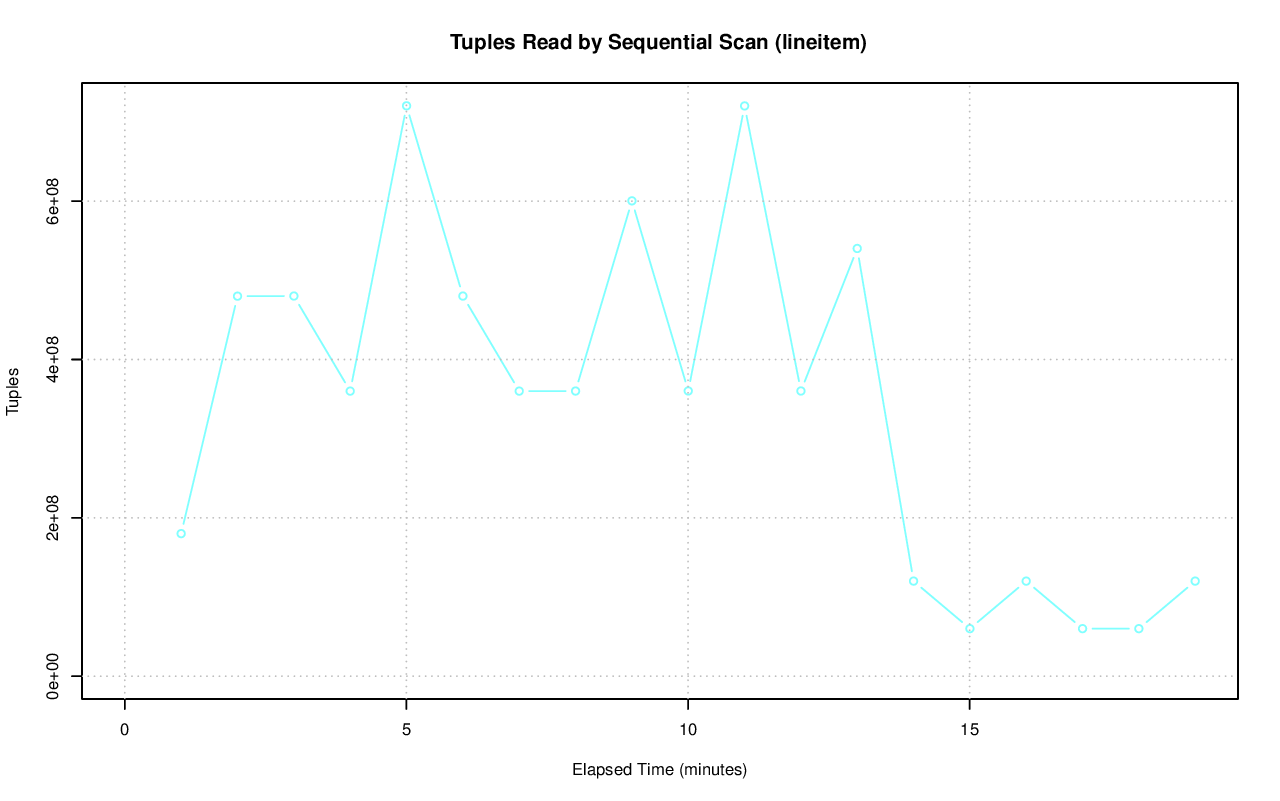 Tuples Read by Sequential Scan (lineitem)
Tuples
6e+08
4e+08
2e+08
0e+00
0 5 10 15
Elapsed Time (minutes)